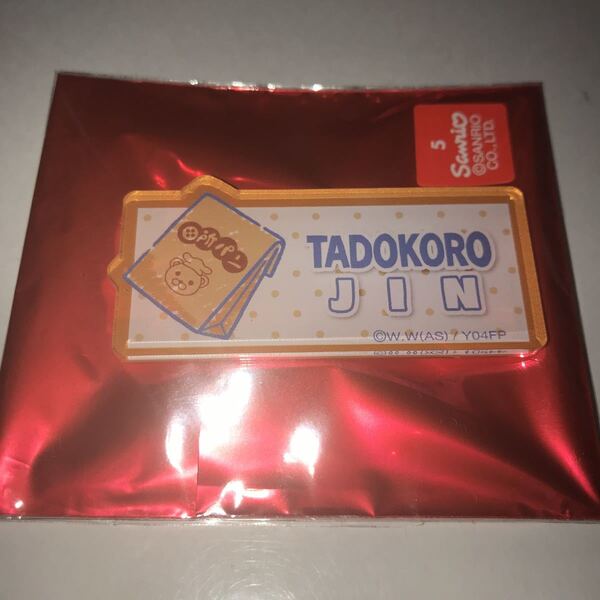 5
Sanrio
©SANRIO
CO., LTD.
TADOKORO
JIN
©W, W(AS) / Y04FP